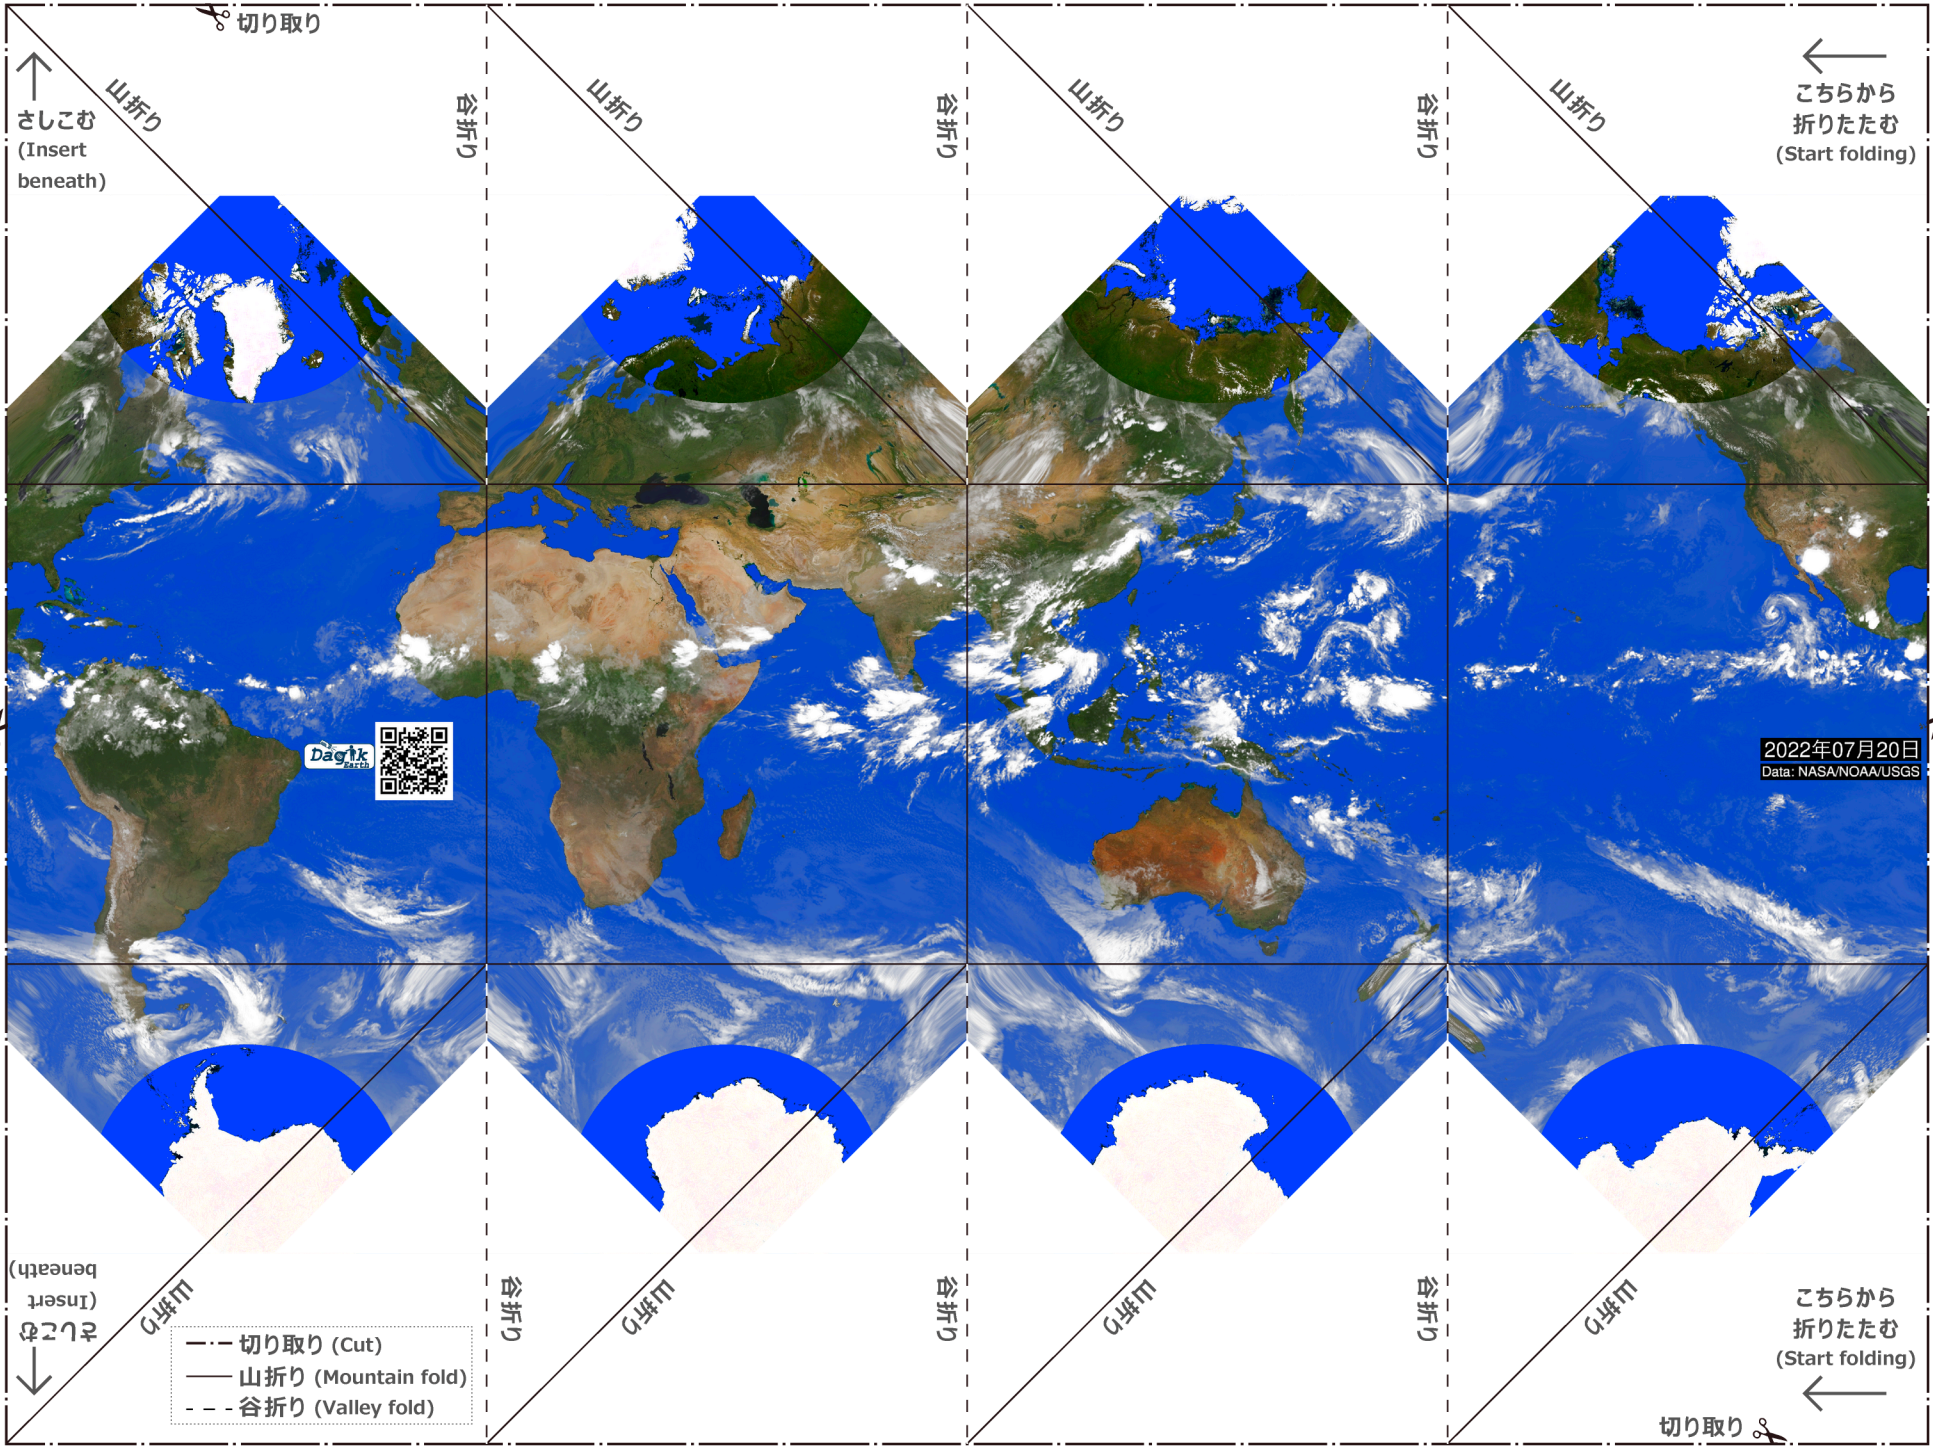 切り取り
山折り
谷折り
山折り
谷折り
山折り
谷折り
山折り
さしこむ
(Insert
beneath)
こちらから
折りたたむ
(Start folding)
Dagik
Earth
2022年07月20日
Data: NASA/NOAA/USGS
さしこむ
(Insert
beneath)
山折り
谷折り
山折り
谷折り
山折り
谷折り
山折り
こちらから
折りたたむ
(Start folding)
切り取り (Cut)
山折り (Mountain fold)
谷折り (Valley fold)
切り取り